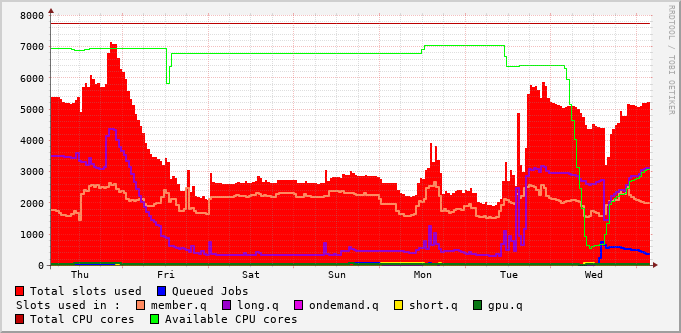 RRDTOOL / TOBI OETIKER
8000
7000
6000
5000
4000
3000
2000
1000
0
Thu Fri Sat Sun Mon Tue Wed
Total slots used Queued Jobs
Slots used in : member.q long.q ondemand.q short.q gpu.q
Total CPU cores Available CPU cores